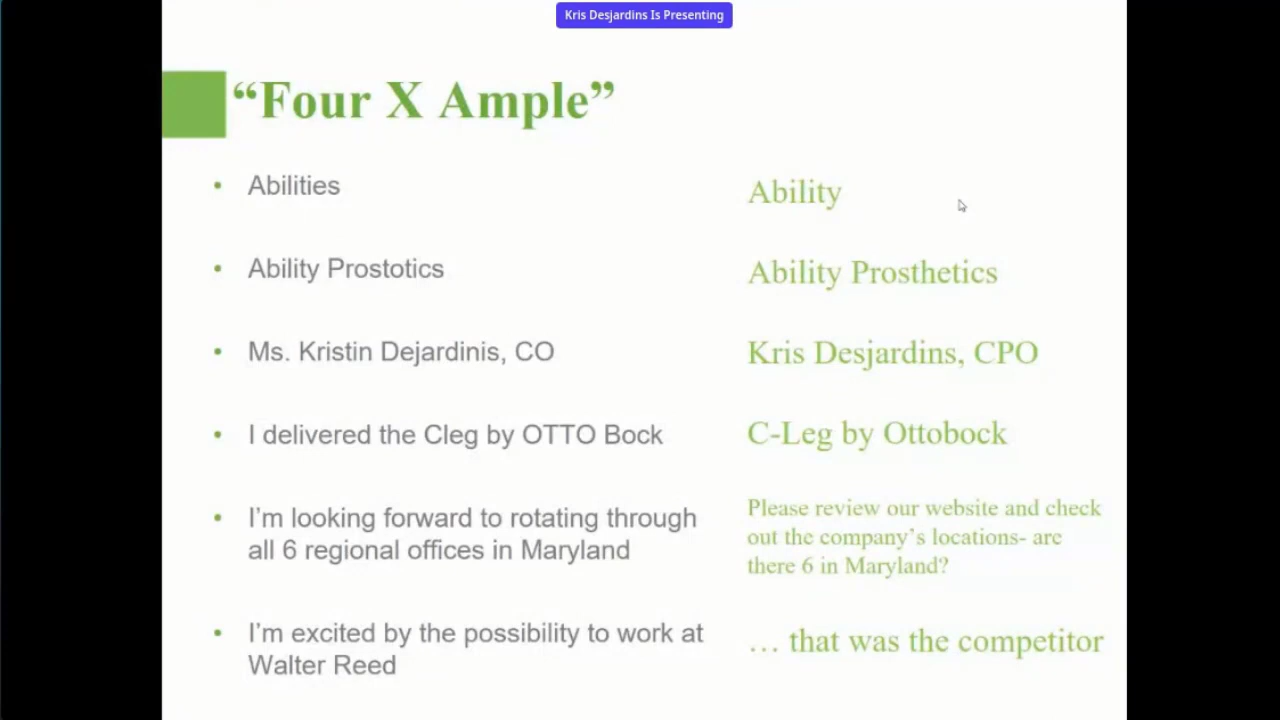 Kris Desjardins Is Presenting
“Four X Ample”
• Abilities
Ability
• Ability Prostotics
Ability Prosthetics
• Ms. Kristin Dejardinis, CO
Kris Desjardins, CPO
• I delivered the Cleg by OTTO Bock
C-Leg by Ottobock
• I’m looking forward to rotating through
all 6 regional offices in Maryland
Please review our website and check
out the company’s locations- are
there 6 in Maryland?
• I’m excited by the possibility to work at
Walter Reed
… that was the competitor